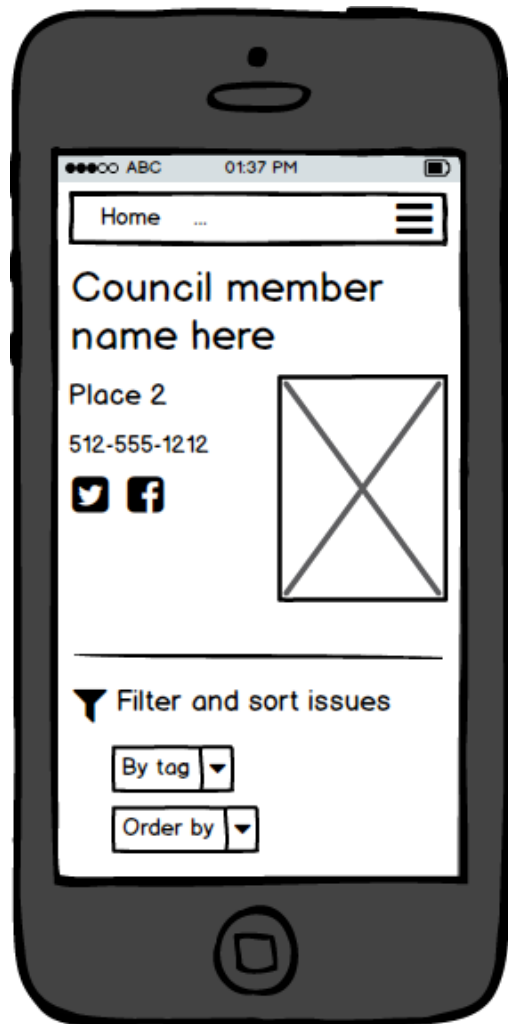 ABC 01:37 PM
Home ...
Council member
name here
Place 2
512-555-1212
Filter and sort issues
By tag
Order by